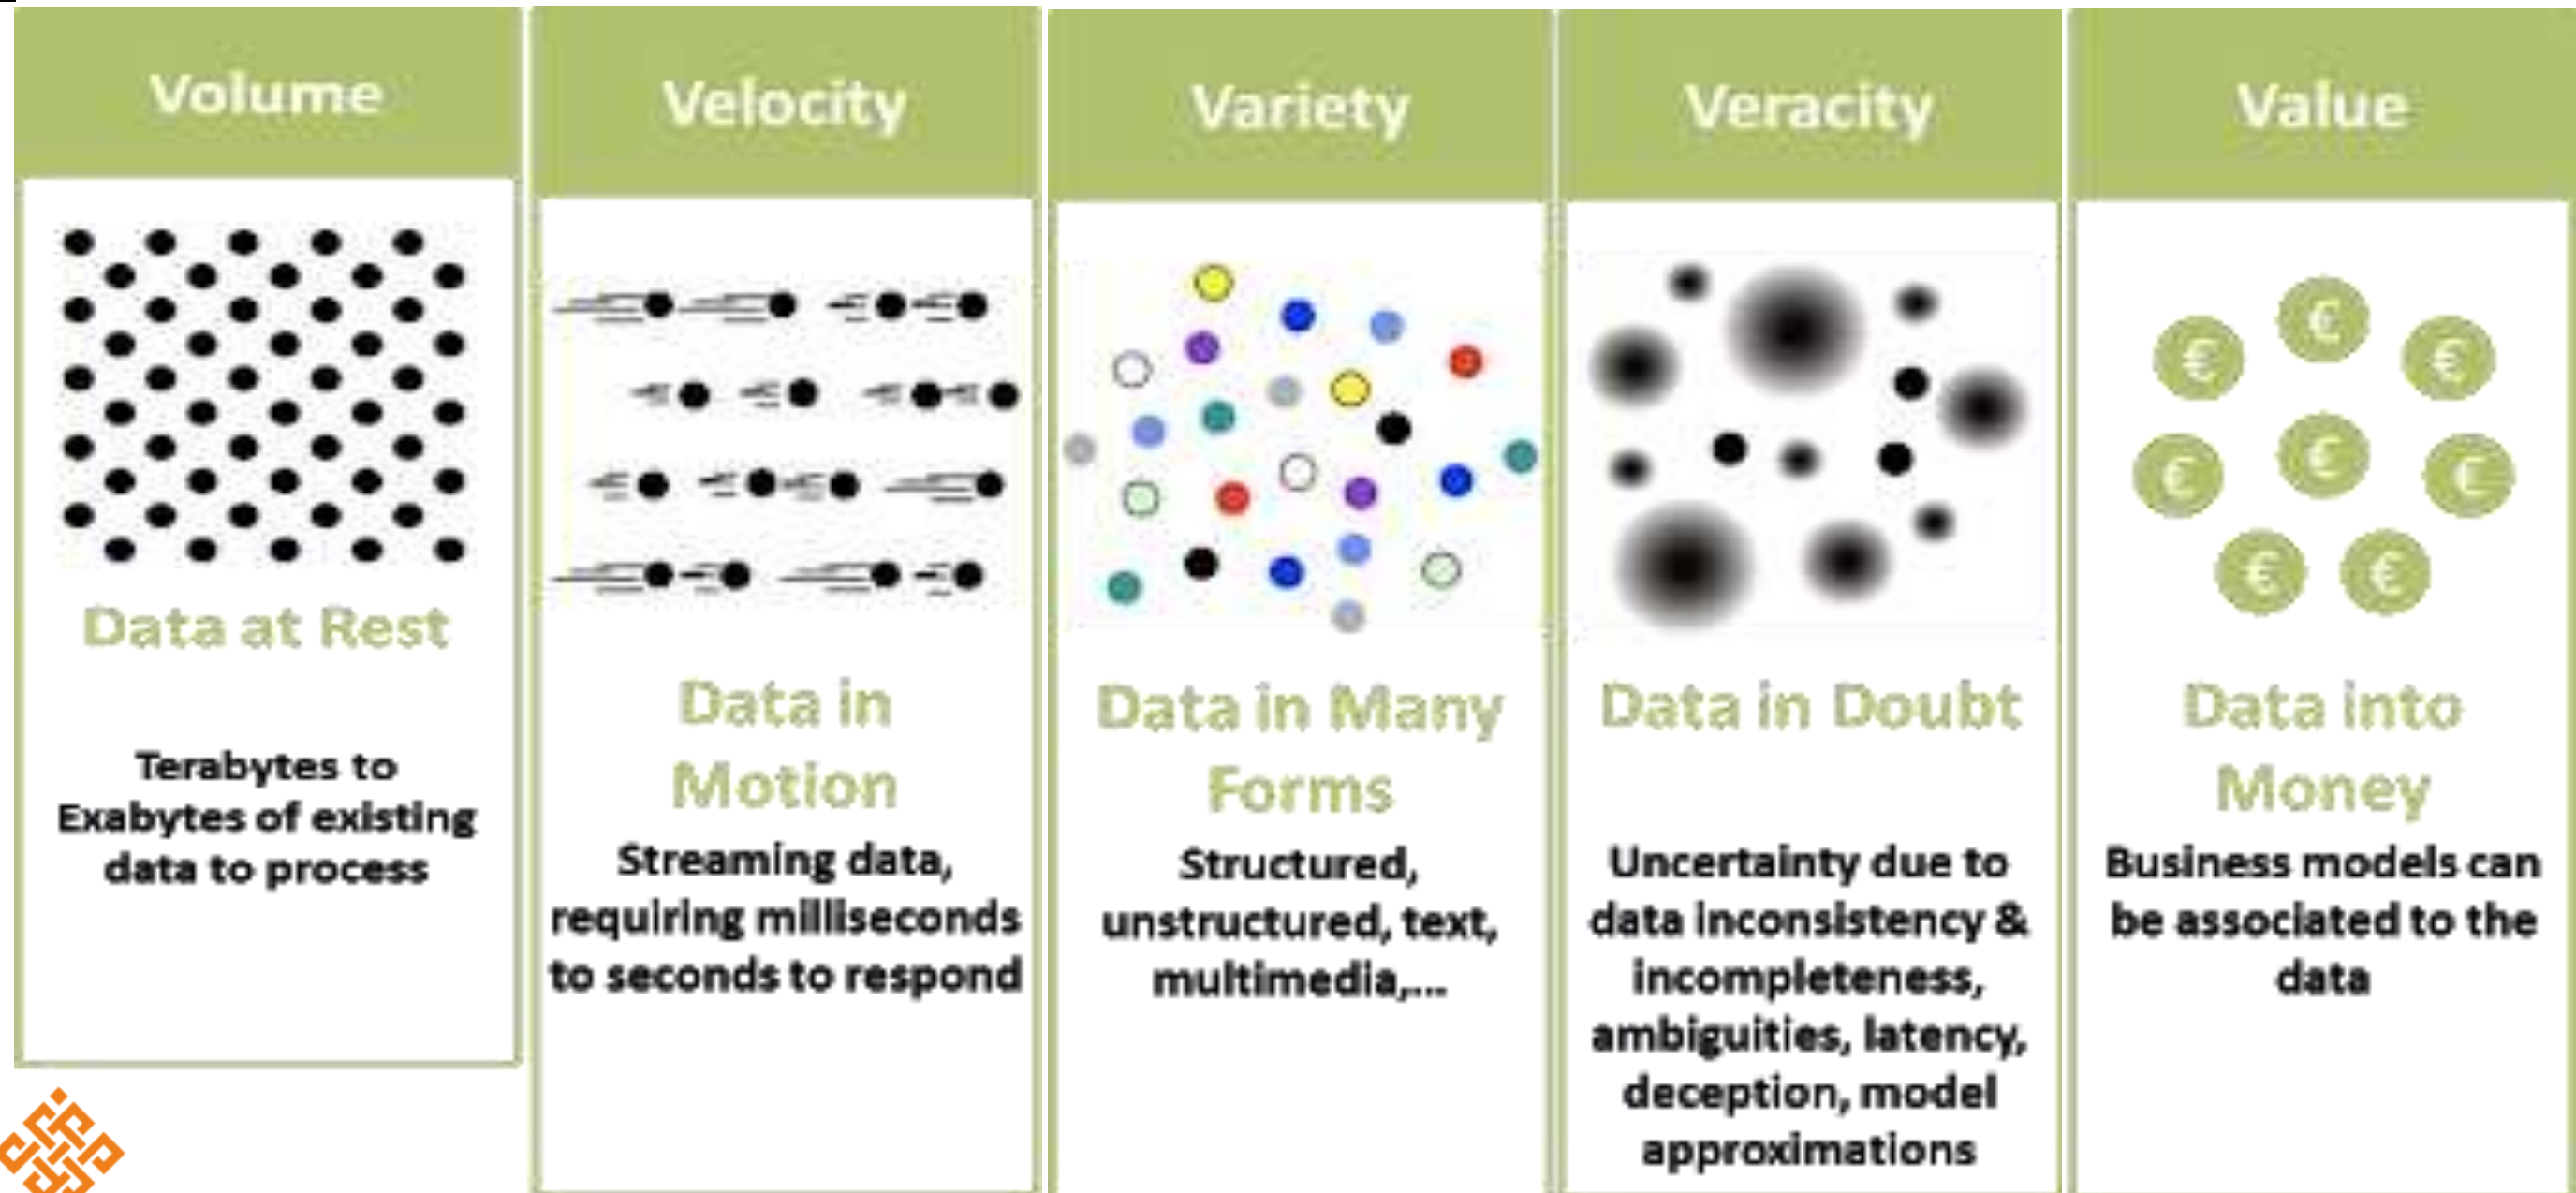 Volume
Data at Rest
Terabytes to
Exabytes of existing
data to process
Velocity
Data in
Motion
Streaming data,
requiring milliseconds
to seconds to respond
Variety
Data in Many
Forms
Structured,
unstructured, text,
multimedia,...
Veracity
Data in Doubt
Uncertainty due to
data inconsistency &
incompleteness,
ambiguities, latency,
deception, model
approximations
Value
€
€
€
€
€
€
€
€
Data into
Money
Business models can
be associated to the
data